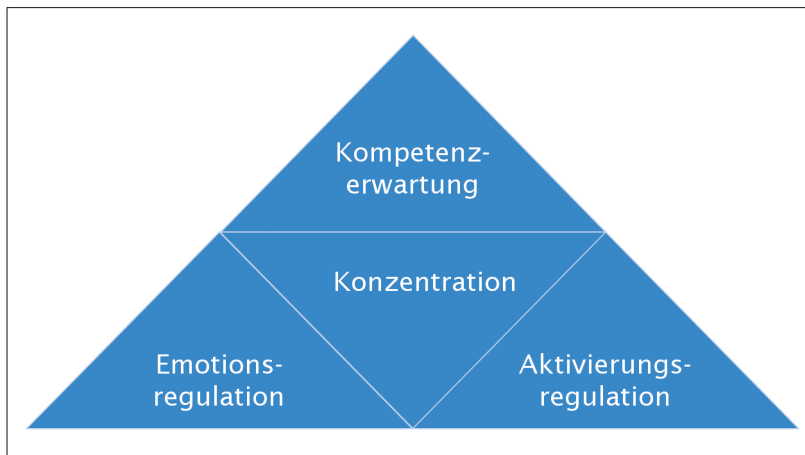 Kompetenz-
erwartung
Konzentration
Emotions-
regulation
Aktivierungs-
regulation